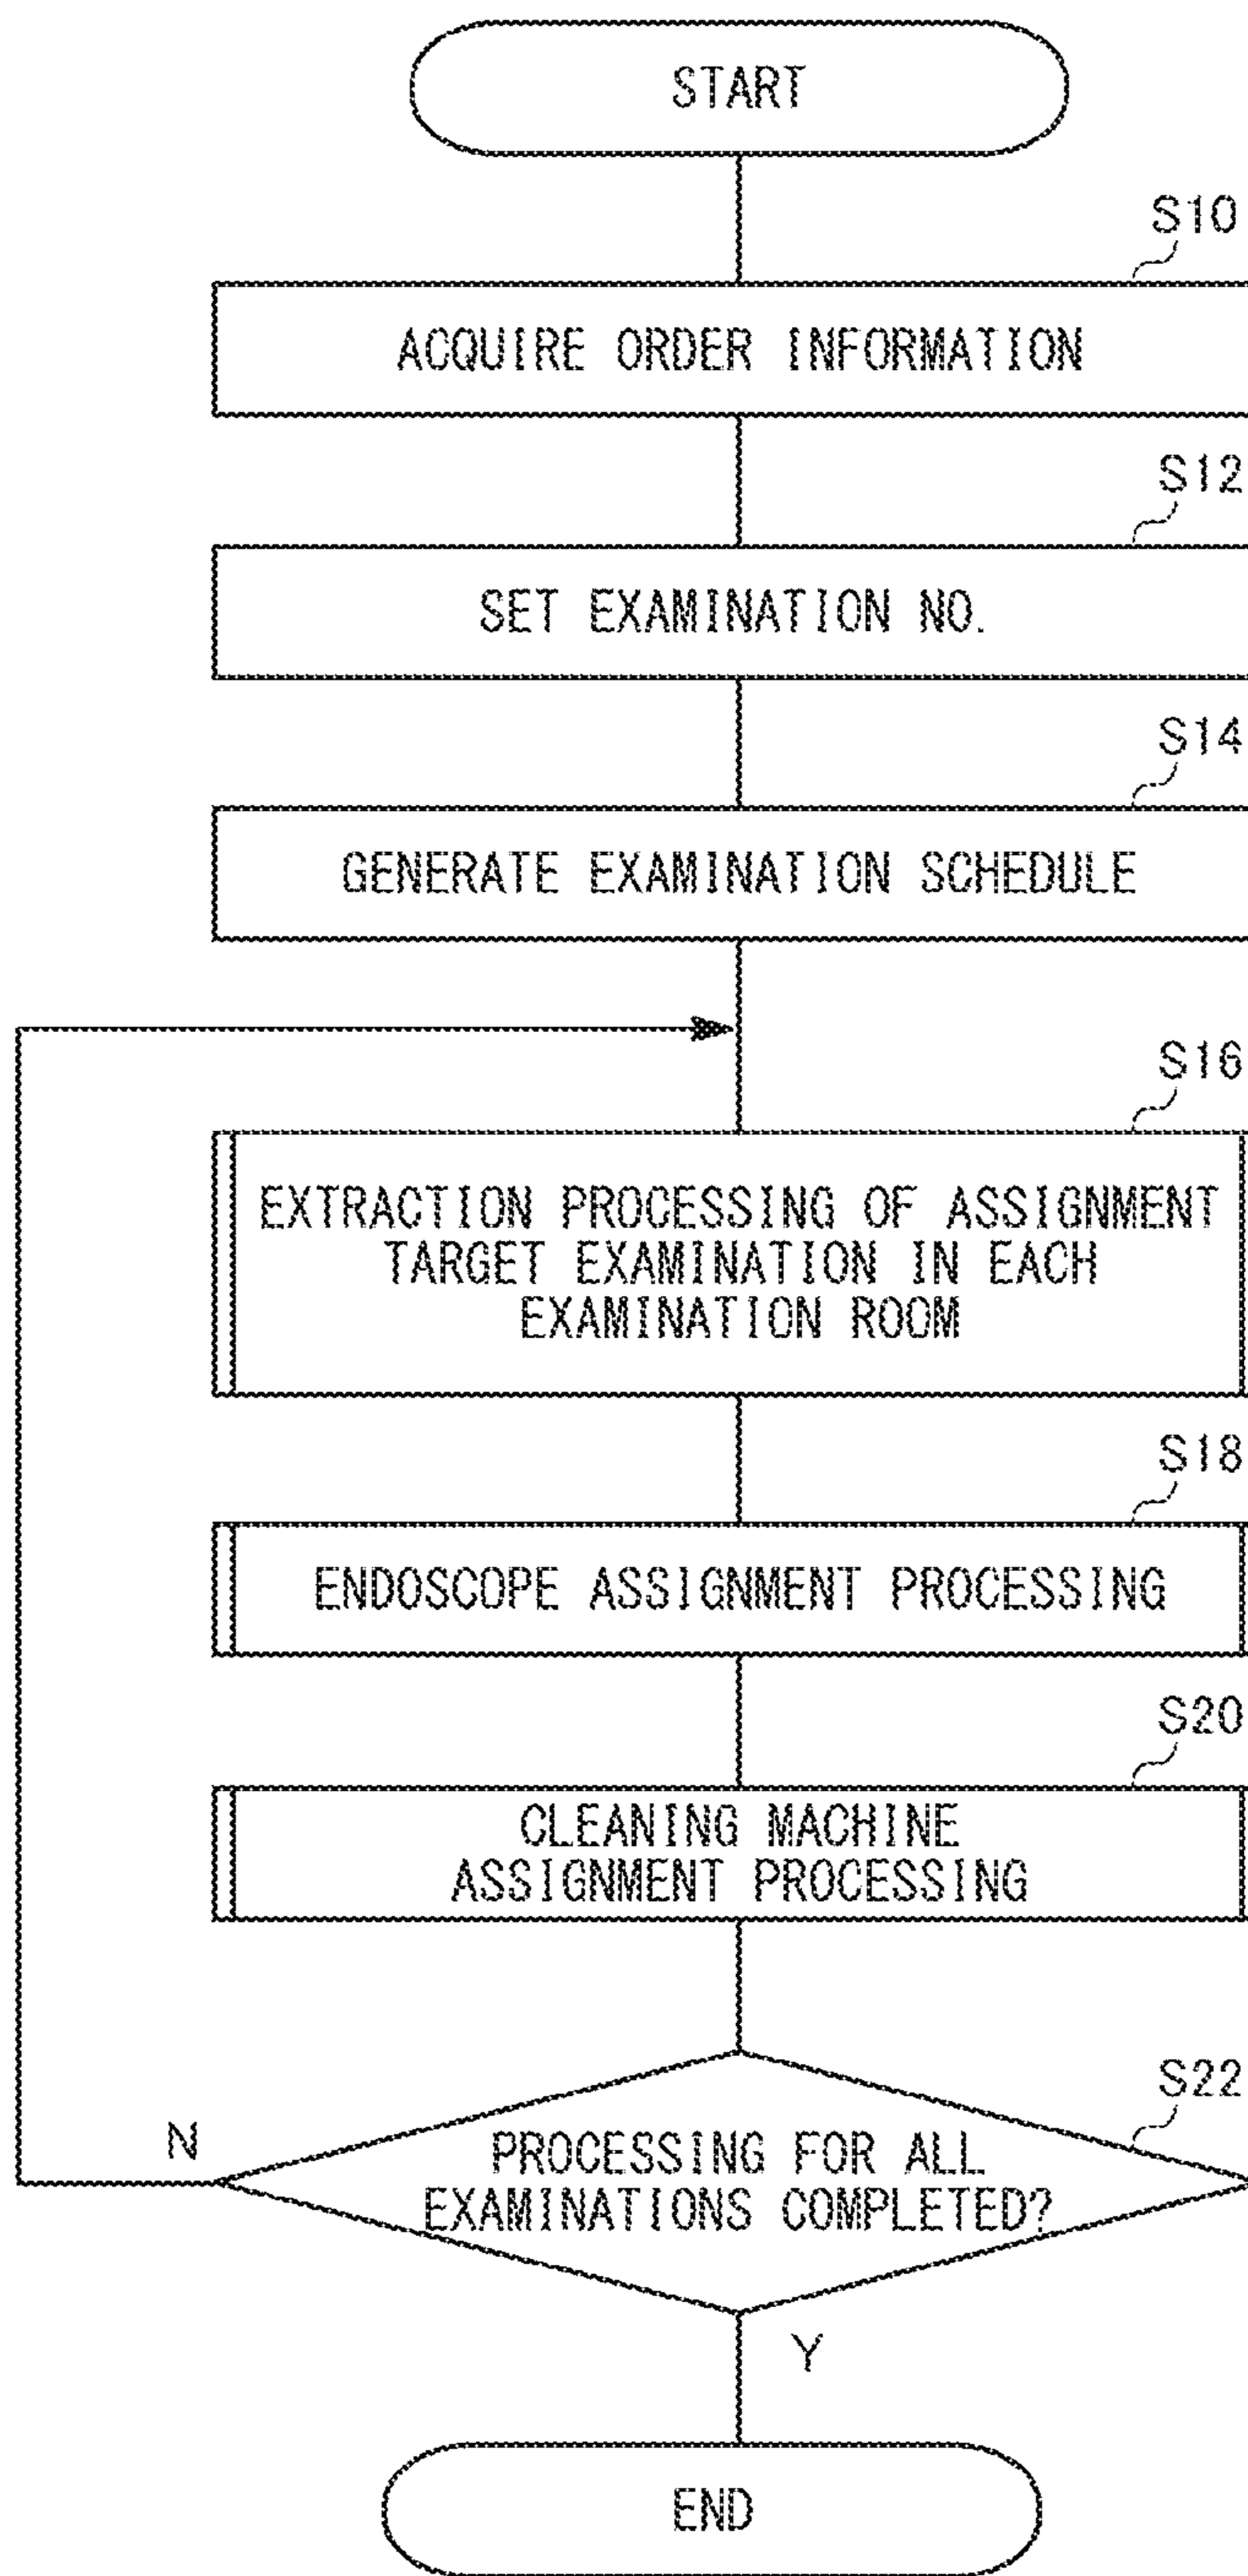 START
S10
ACQUIRE ORDER INFORMATION
S12
SET EXAMINATION NO.
S14
GENERATE EXAMINATION SCHEDULE
S16
EXTRACTION PROCESSING OF ASSIGNMENT
TARGET EXAMINATION IN EACH
EXAMINATION ROOM
S18
ENDOSCOPE ASSIGNMENT PROCESSING
S20
CLEANING MACHINE
ASSIGNMENT PROCESSING
S22
N
PROCESSING FOR ALL
EXAMINATIONS COMPLETED?
Y
END